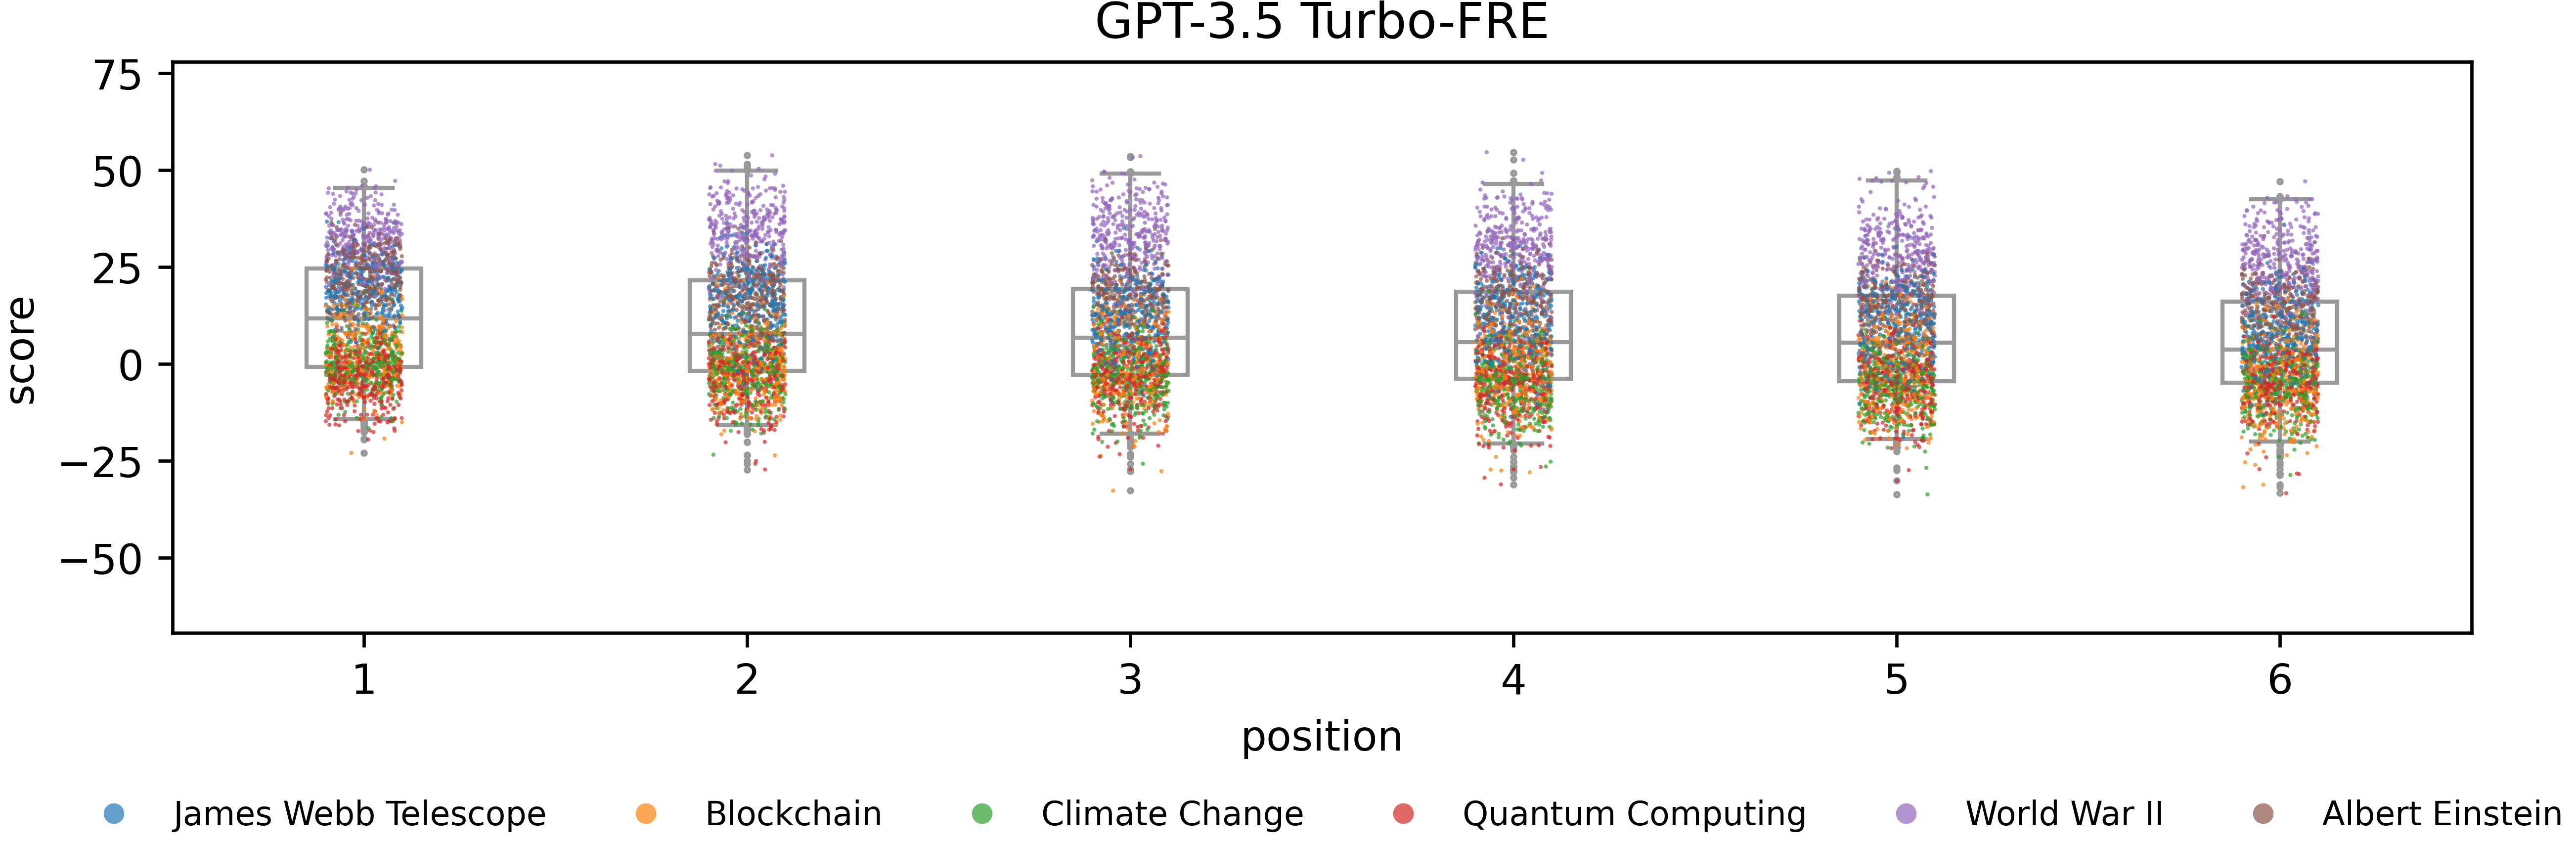 GPT-3.5 Turbo-FRE
75
50
25
0
−25
−50
score
1 2 3 4 5 6
position
James Webb Telescope Blockchain Climate Change Quantum Computing World War II Albert Einstein